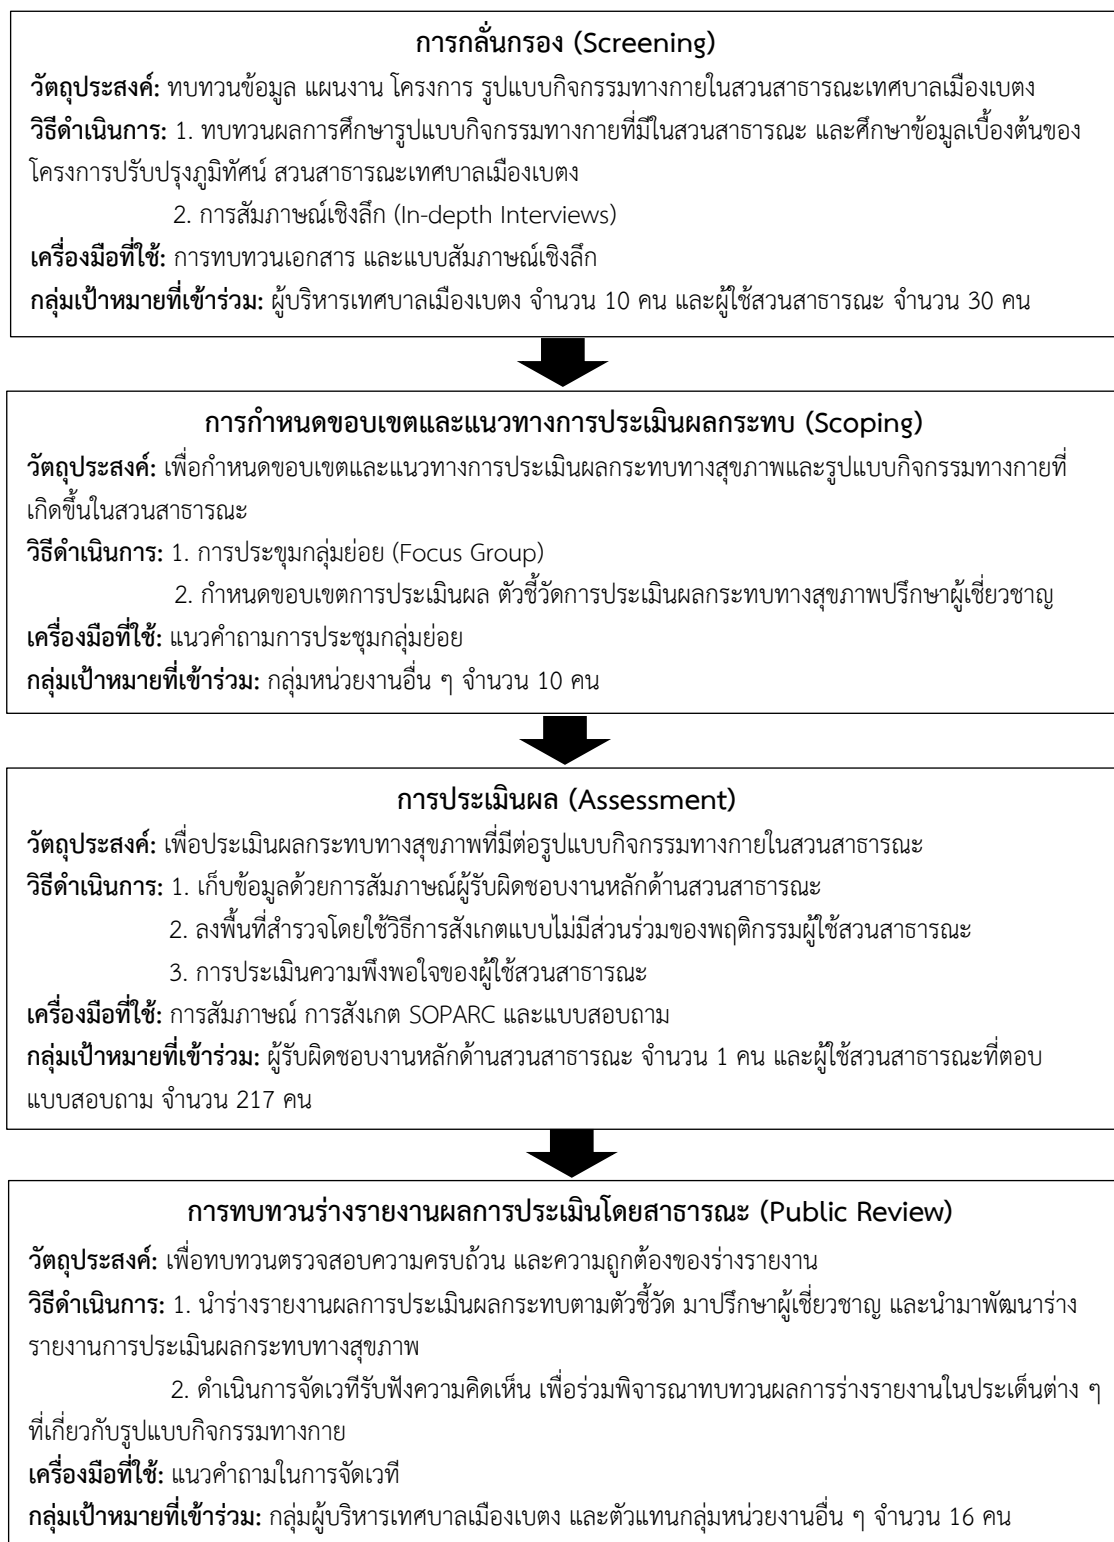 การกลั่นกรอง (Screening)
วัตถุประสงค์: ทบทวนข้อมูล แผนงาน โครงการ รูปแบบกิจกรรมทางกายในสวนสาธารณะเทศบาลเมืองเบตง
วิธีดำเนินการ: 1. ทบทวนผลการศึกษารูปแบบกิจกรรมทางกายที่มีในสวนสาธารณะ และศึกษาข้อมูลเบื้องต้นของ
โครงการปรับปรุงภูมิทัศน์ สวนสาธารณะเทศบาลเมืองเบตง
2. การสัมภาษณ์เชิงลึก (In-depth Interviews)
เครื่องมือที่ใช้: การทบทวนเอกสาร และแบบสัมภาษณ์เชิงลึก
กลุ่มเป้าหมายที่เข้าร่วม: ผู้บริหารเทศบาลเมืองเบตง จำนวน 10 คน และผู้ใช้สวนสาธารณะ จำนวน 30 คน
การกำหนดขอบเขตและแนวทางการประเมินผลกระทบ (Scoping)
วัตถุประสงค์: เพื่อกำหนดขอบเขตและแนวทางการประเมินผลกระทบทางสุขภาพและรูปแบบกิจกรรมทางกายที่
เกิดขึ้นในสวนสาธารณะ
วิธีดำเนินการ: 1. การประขุมกลุ่มย่อย (Focus Group)
2. กำหนดขอบเขตการประเมินผล ตัวชี้วัดการประเมินผลกระทบทางสุขภาพปรึกษาผู้เชี่ยวชาญ
เครื่องมือที่ใช้: แนวคำถามการประชุมกลุ่มย่อย
กลุ่มเป้าหมายที่เข้าร่วม: กลุ่มหน่วยงานอื่น ๆ จำนวน 10 คน
การประเมินผล (Assessment)
วัตถุประสงค์: เพื่อประเมินผลกระทบทางสุขภาพที่มีต่อรูปแบบกิจกรรมทางกายในสวนสาธารณะ
วิธีดำเนินการ: 1. เก็บข้อมูลด้วยการสัมภาษณ์ผู้รับผิดชอบงานหลักด้านสวนสาธารณะ
2. ลงพื้นที่สำรวจโดยใช้วิธีการสังเกตแบบไม่มีส่วนร่วมของพฤติกรรมผู้ใช้สวนสาธารณะ
3. การประเมินความพึงพอใจของผู้ใช้สวนสาธารณะ
เครื่องมือที่ใช้: การสัมภาษณ์ การสังเกต SOPARC และแบบสอบถาม
กลุ่มเป้าหมายที่เข้าร่วม: ผู้รับผิดชอบงานหลักด้านสวนสาธารณะ จำนวน 1 คน และผู้ใช้สวนสาธารณะที่ตอบ
แบบสอบถาม จำนวน 217 คน
การทบทวนร่างรายงานผลการประเมินโดยสาธารณะ (Public Review)
วัตถุประสงค์: เพื่อทบทวนตรวจสอบความครบถ้วน และความถูกต้องของร่างรายงาน
วิธีดำเนินการ: 1. นำร่างรายงานผลการประเมินผลกระทบตามตัวชี้วัด มาปรึกษาผู้เชี่ยวชาญ และนำมาพัฒนาร่าง
รายงานการประเมินผลกระทบทางสุขภาพ
2. ดำเนินการจัดเวทีรับฟังความคิดเห็น เพื่อร่วมพิจารณาทบทวนผลการร่างรายงานในประเด็นต่าง ๆ
ที่เกี่ยวกับรูปแบบกิจกรรมทางกาย
เครื่องมือที่ใช้: แนวคำถามในการจัดเวที
กลุ่มเป้าหมายที่เข้าร่วม: กลุ่มผู้บริหารเทศบาลเมืองเบตง และตัวแทนกลุ่มหน่วยงานอื่น ๆ จำนวน 16 คน